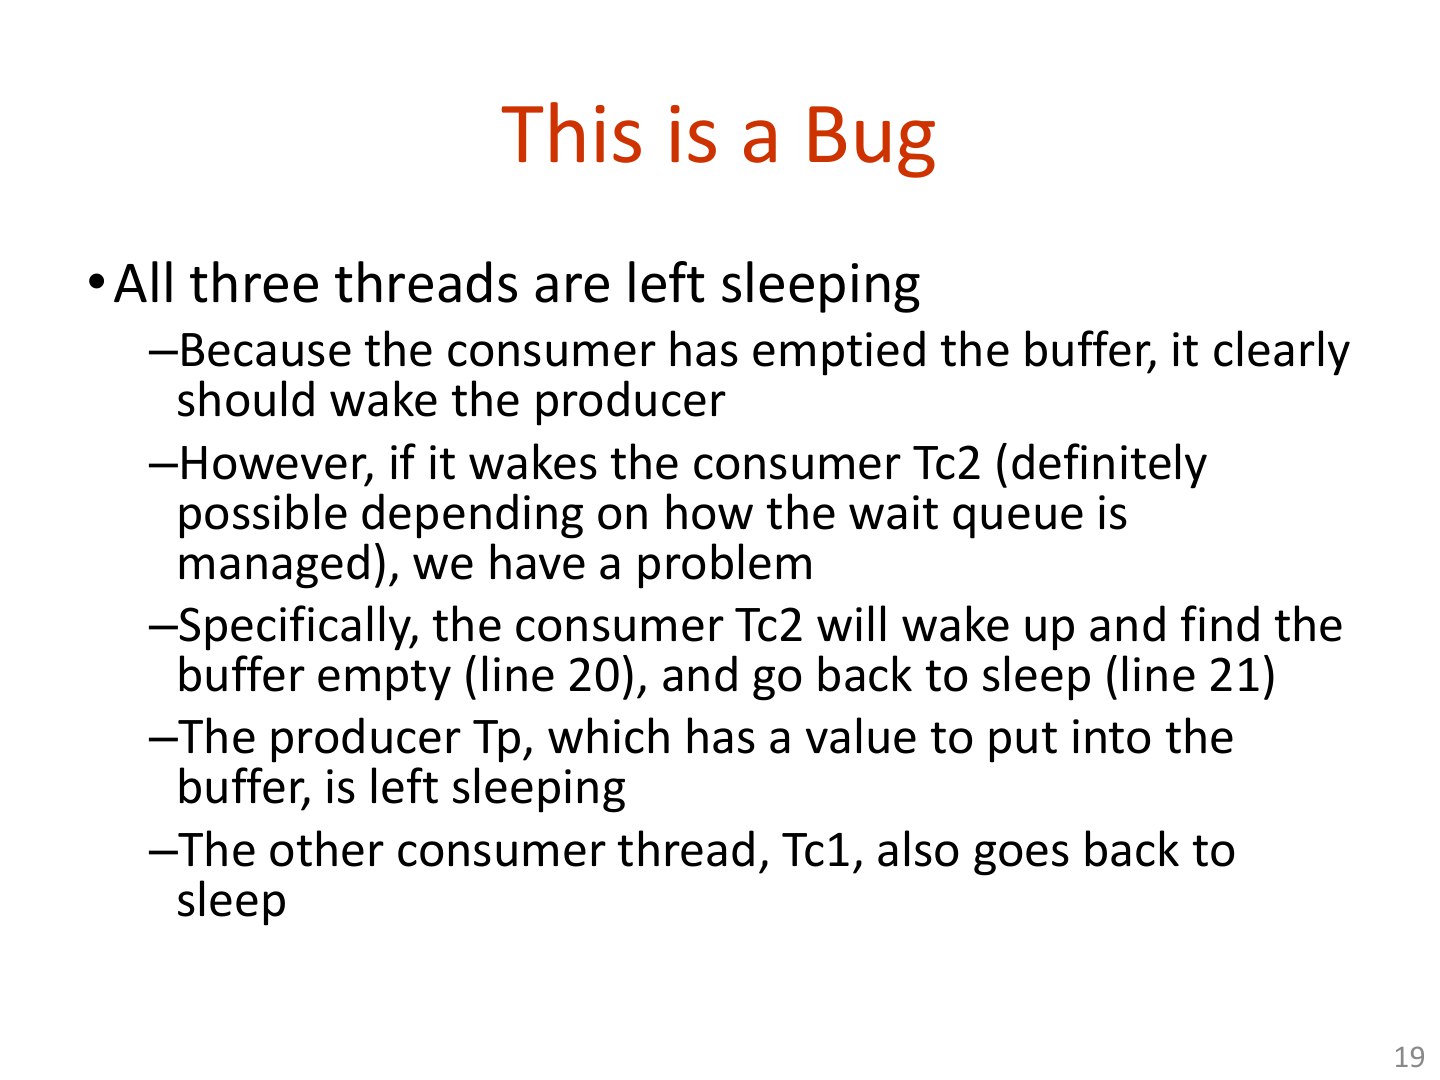 This is a Bug
•All three threads are left sleeping
–Because the consumer has emptied the buffer, it clearly
should wake the producer
–However, if it wakes the consumer Tc2 (definitely
possible depending on how the wait queue is
managed), we have a problem
–Specifically, the consumer Tc2 will wake up and find the
buffer empty (line 20), and go back to sleep (line 21)
–The producer Tp, which has a value to put into the
buffer, is left sleeping
–The other consumer thread, Tc1, also goes back to
sleep
19